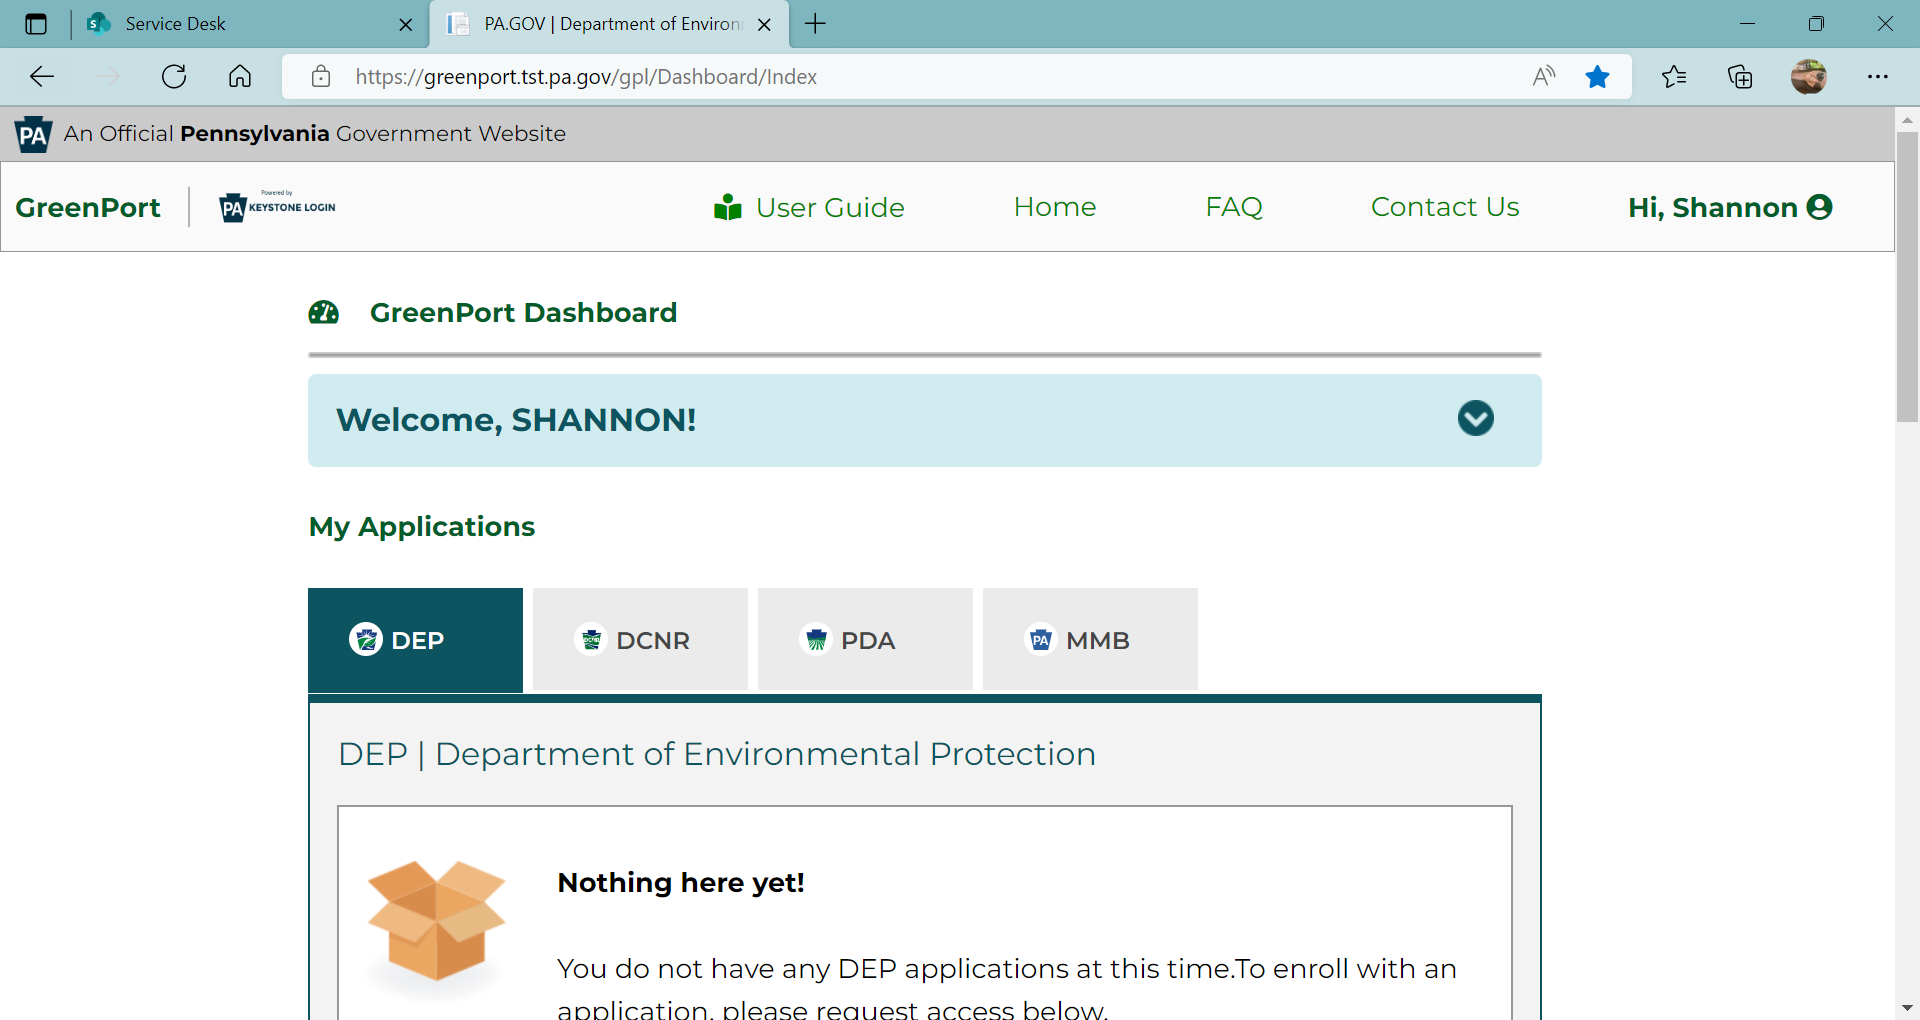 Service Desk
PA.GOV | Department of Environ
https://greenport.tst.pa.gov/gpl/Dashboard/Index
PA An Official Pennsylvania Government Website
GreenPort
Powered by
PA KEYSTONE LOGIN
User Guide
Home
FAQ
Contact Us
Hi, Shannon
GreenPort Dashboard
Welcome, SHANNON!
My Applications
DEP
DCNR
PDA
PA MMB
DEP | Department of Environmental Protection
Nothing here yet!
You do not have any DEP applications at this time.To enroll with an
application, please request access below.